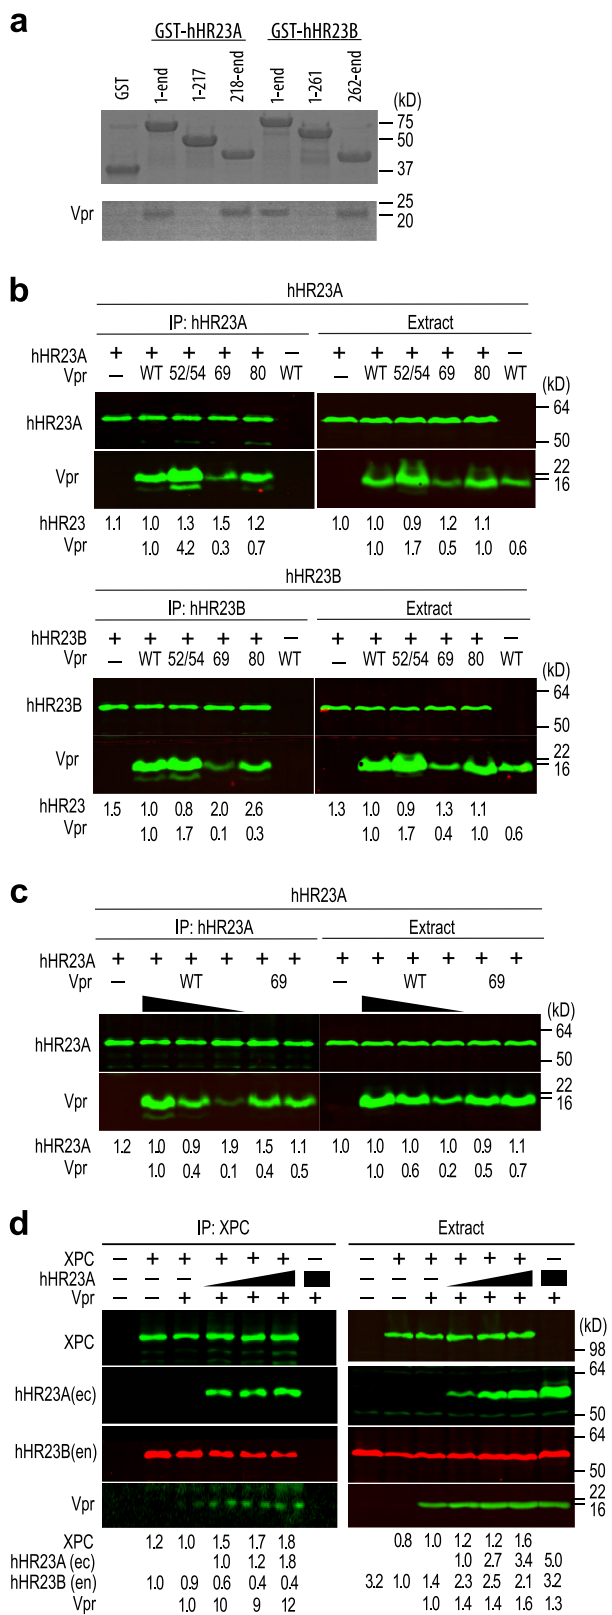 a
GST-hHR23A GST-hHR23B
GST 1-end 1-217 218-end 1-end 1-261 262-end (kD)
75
50
37
Vpr 25
20
b
hHR23A
IP: hHR23A Extract
hHR23A + + + + + – + + + + + –
Vpr – WT 52/54 69 80 WT – WT 52/54 69 80 WT (kD)
hHR23A 64
50
Vpr 22
16
hHR23 1.1 1.0 1.3 1.5 1.2 1.0 1.0 0.9 1.2 1.1
Vpr 1.0 4.2 0.3 0.7 1.0 1.7 0.5 1.0 0.6
hHR23B
IP: hHR23B Extract
hHR23B + + + + + – + + + + + –
Vpr – WT 52/54 69 80 WT – WT 52/54 69 80 WT (kD)
hHR23B 64
50
Vpr 22
16
hHR23 1.5 1.0 0.8 2.0 2.6 1.3 1.0 0.9 1.3 1.1
Vpr 1.0 1.7 0.1 0.3 1.0 1.7 0.4 1.0 0.6
c
hHR23A
IP: hHR23A Extract
hHR23A + + + + + + + + + + + +
Vpr – WT 69 – WT 69
(kD)
hHR23A 64
50
Vpr 22
16
hHR23A 1.2 1.0 0.9 1.9 1.5 1.1 1.0 1.0 1.0 1.0 0.9 1.1
Vpr 1.0 0.4 0.1 0.4 0.5 1.0 0.6 0.2 0.5 0.7
d
IP: XPC Extract
XPC – + + + + + – – + + + + + –
hHR23A – – – – – –
Vpr – – + + + + + – – + + + + +
(kD)
XPC 98
hHR23A(ec) 64
50
hHR23B(en) 64
50
Vpr 22
16
XPC 1.2 1.0 1.5 1.7 1.8 0.8 1.0 1.2 1.2 1.6
hHR23A (ec) 1.0 1.2 1.8 1.0 2.7 3.4 5.0
hHR23B (en) 1.0 0.9 0.6 0.4 0.4 3.2 1.0 1.4 2.3 2.5 2.1 3.2
Vpr 1.0 10 9 12 1.0 1.4 1.4 1.6 1.3